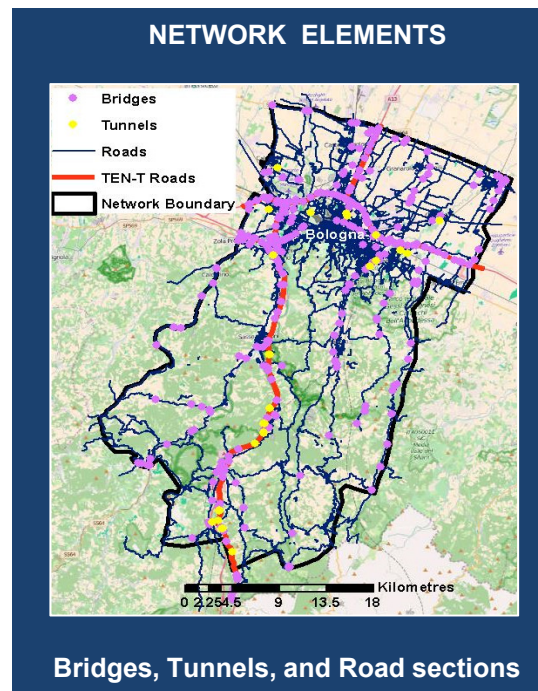 NETWORK ELEMENTS
Bridges
Tunnels
Roads
TEN-T Roads
Network Boundary
A13
Bologna
Kilometres
0 2.25 4.5 9 13.5 18
Bridges, Tunnels, and Road sections